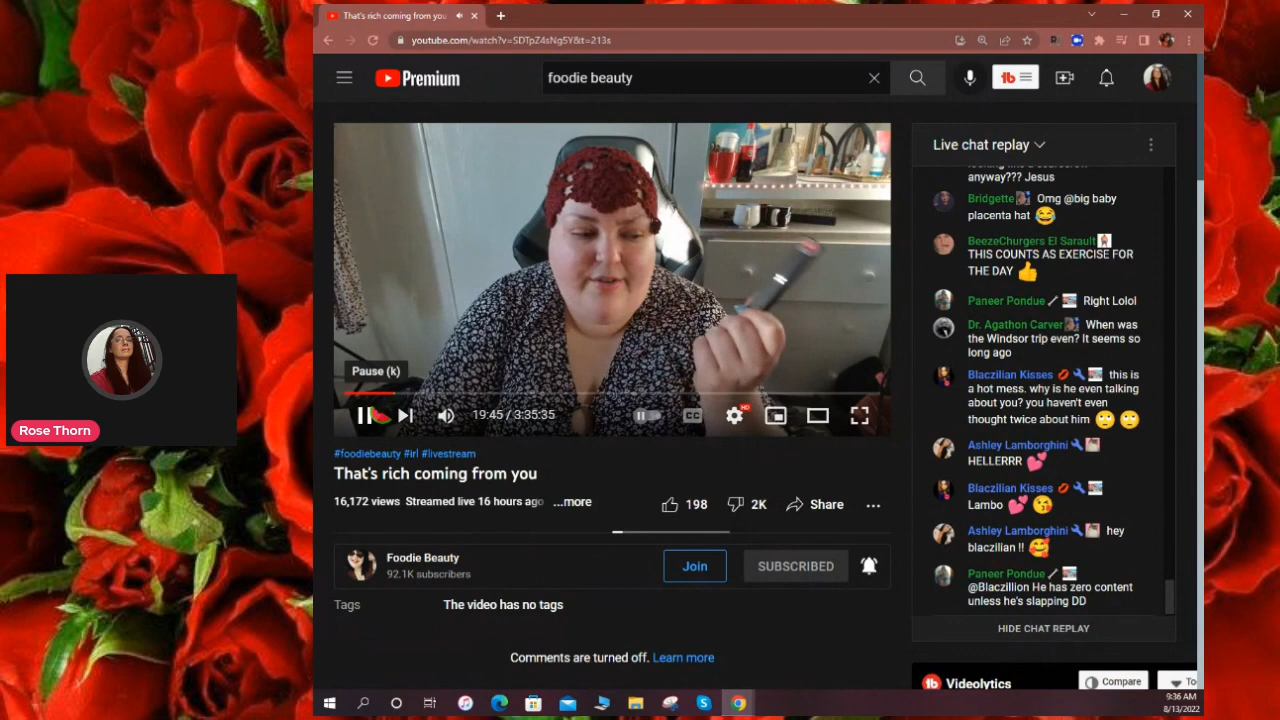 That's rich coming from you
youtube.com/watch?v=SDTpZ4sNg5Y&t=213s
Premium
foodie beauty
Pause (k)
19:45 / 3:35:35
CC
HD
#foodiebeauty #irl #livestream
That's rich coming from you
16,172 views Streamed live 16 hours ago ...more
198
2K
Share
Foodie Beauty
92.1K subscribers
Join
SUBSCRIBED
Tags
The video has no tags
Comments are turned off. Learn more
Live chat replay
anyway??? Jesus
Bridgette Omg @big baby
placenta hat
BeezeChurgers El Sarault
THIS COUNTS AS EXERCISE FOR
THE DAY
Paneer Pondue Right Lolol
Dr. Agathon Carver When was
the Windsor trip even? It seems so
long ago
Blaczilian Kisses this is
a hot mess. why is he even talking
about you? you haven't even
thought twice about him
Ashley Lamborghini
HELLERRR
Blaczilian Kisses
Lambo
Ashley Lamborghini hey
blaczilian !!
Paneer Pondue
@Blaczillion He has zero content
unless he's slapping DD
HIDE CHAT REPLAY
tb Videolytics
Compare
To
Rose Thorn
9:36 AM
8/13/2022